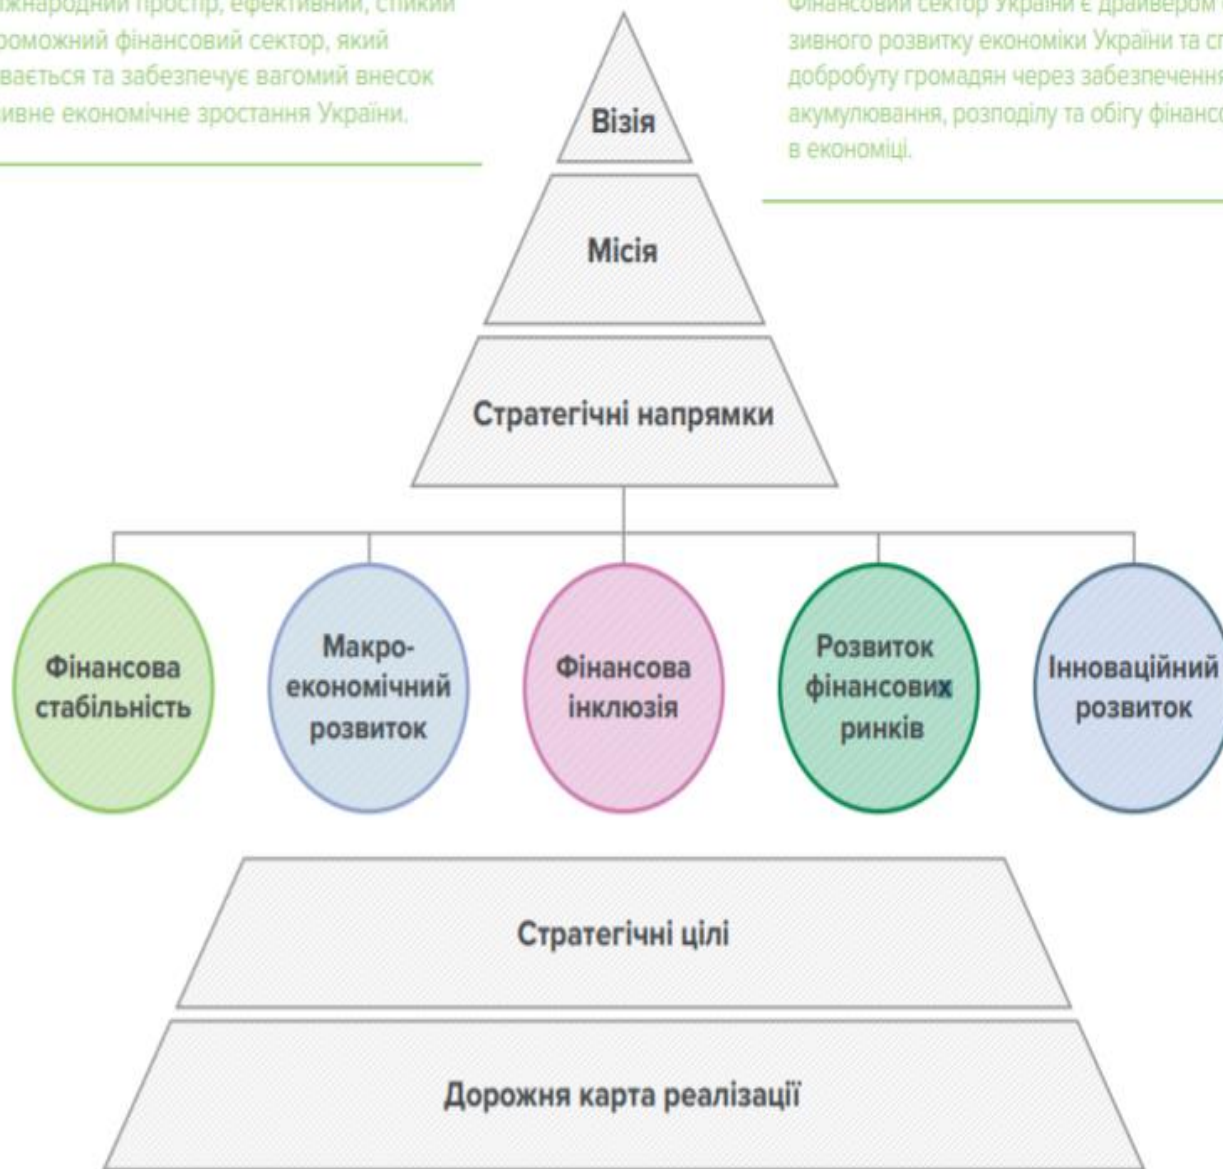 іжнародний простір, ефективний, стійкий
роможний фінансовий сектор, який
вається та забезпечує вагомий внесок
ивне економічне зростання України.
Фінансовий сектор України є драйвером
зивного розвитку економіки України та сп
добробуту громадян через забезпечення
акумулювання, розподілу та обігу фінансо
в економіці.
Візія
Місія
Стратегічні напрямки
Фінансова
стабільність
Макро-
економічний
розвиток
Фінансова
інклюзія
Розвиток
фінансових
ринків
Інноваційний
розвиток
Стратегічні цілі
Дорожня карта реалізації